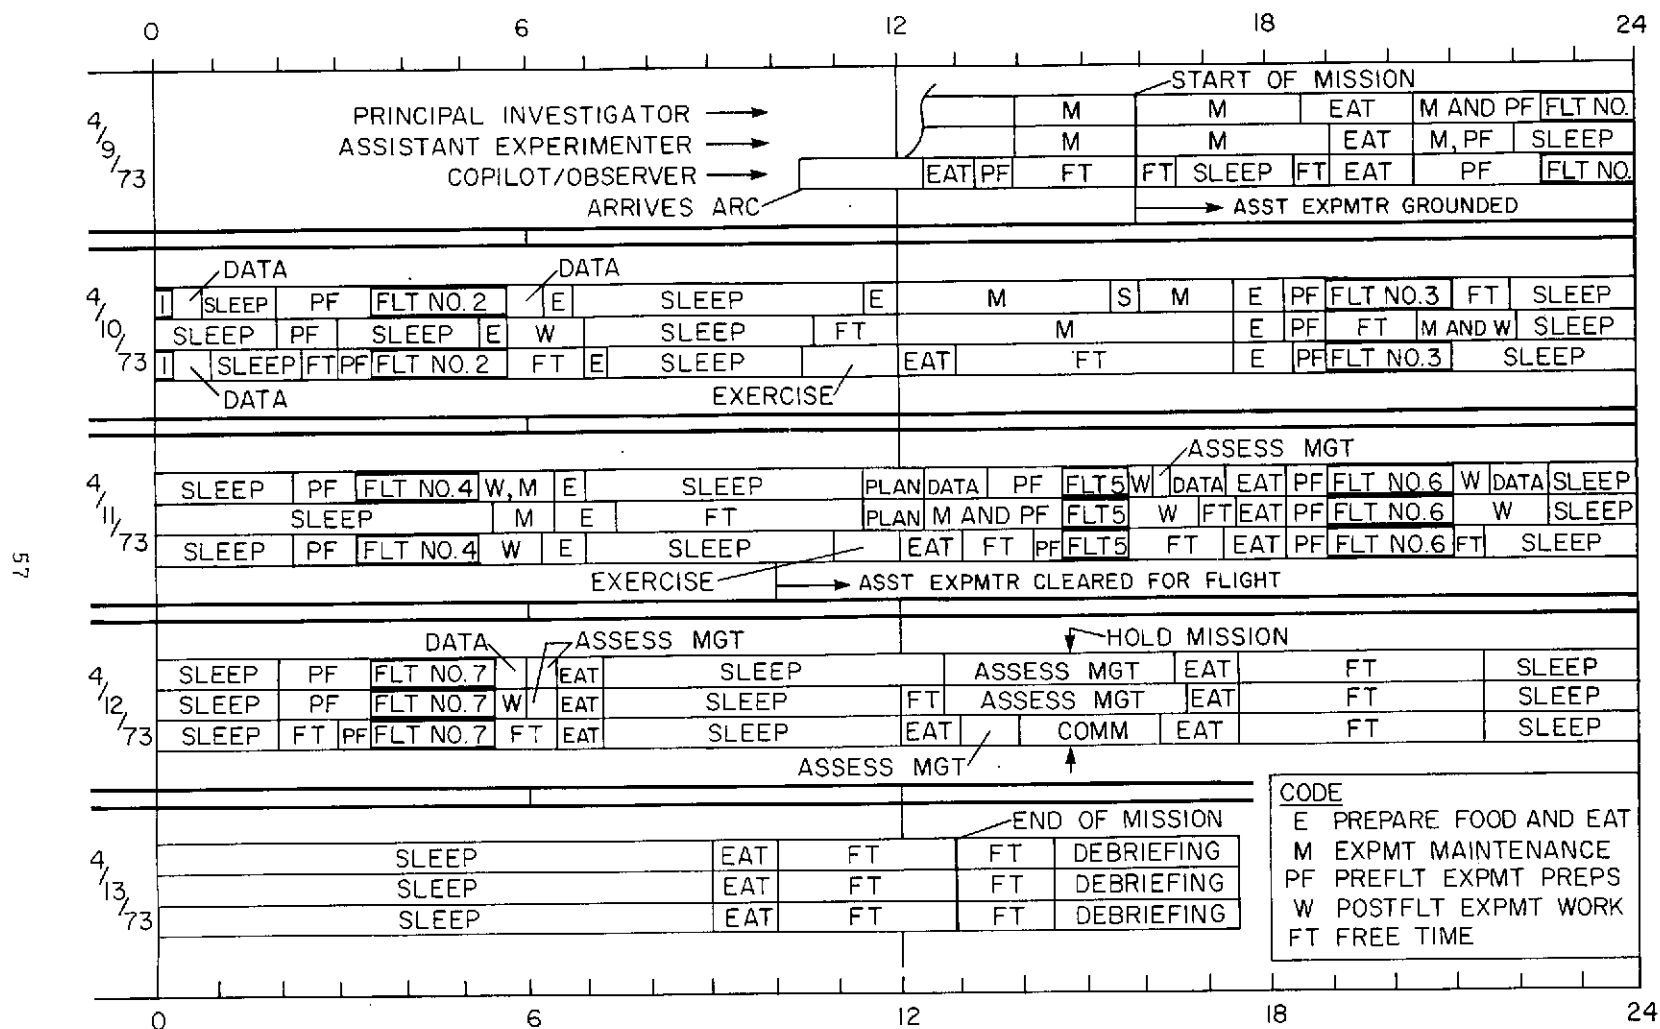 0 6 12 18 24
START OF MISSION
4/9/73
PRINCIPAL INVESTIGATOR M M EAT M AND PF FLT NO.
ASSISTANT EXPERIMENTER M M EAT M, PF SLEEP
COPILOT/OBSERVER EAT PF FT FT SLEEP FT EAT PF FLT NO.
ARRIVES ARC ASST EXPMTR GROUNDED
DATA DATA
4/10/73
I SLEEP PF FLT NO. 2 E SLEEP E M S M E PF FLT NO.3 FT SLEEP
SLEEP PF SLEEP E W SLEEP FT M E PF FT M AND W SLEEP
I SLEEP FT PF FLT NO. 2 FT E SLEEP EAT FT E PF FLT NO.3 SLEEP
DATA EXERCISE
ASSESS MGT
4/11/73
SLEEP PF FLT NO. 4 W, M E SLEEP PLAN DATA PF FLT5 W DATA EAT PF FLT NO. 6 W DATA SLEEP
SLEEP M E FT PLAN M AND PF FLT5 W FT EAT PF FLT NO. 6 W SLEEP
SLEEP PF FLT NO. 4 W E SLEEP EAT FT PF FLT5 FT EAT PF FLT NO. 6 FT SLEEP
EXERCISE ASST EXPMTR CLEARED FOR FLIGHT
57
DATA ASSESS MGT HOLD MISSION
4/12/73
SLEEP PF FLT NO. 7 EAT SLEEP ASSESS MGT EAT FT SLEEP
SLEEP PF FLT NO. 7 W EAT SLEEP FT ASSESS MGT EAT FT SLEEP
SLEEP FT PF FLT NO. 7 FT EAT SLEEP EAT COMM EAT FT SLEEP
ASSESS MGT
END OF MISSION
4/13/73
SLEEP EAT FT FT DEBRIEFING
SLEEP EAT FT FT DEBRIEFING
SLEEP EAT FT FT DEBRIEFING
CODE
E PREPARE FOOD AND EAT
M EXPMT MAINTENANCE
PF PREFLT EXPMT PREPS
W POSTFLT EXPMT WORK
FT FREE TIME
0 6 12 18 24